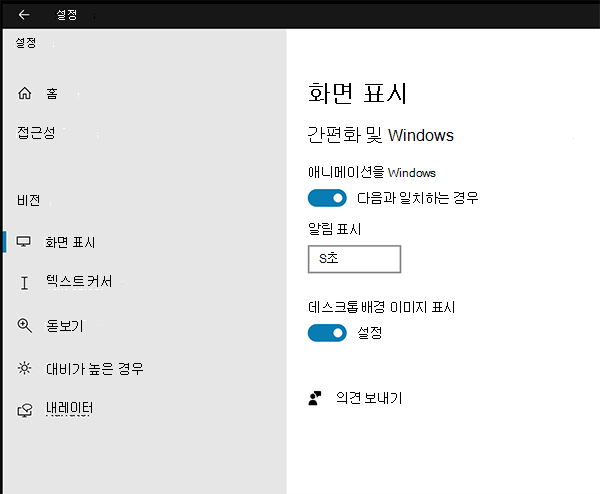 설정
설정
홈
접근성
비전
화면 표시
텍스트 커서
돋보기
대비가 높은 경우
내레이터
화면 표시
간편화 및 Windows
애니메이션을 Windows
다음과 일치하는 경우
알림 표시
S초
데스크톱 배경 이미지 표시
설정
의견 보내기